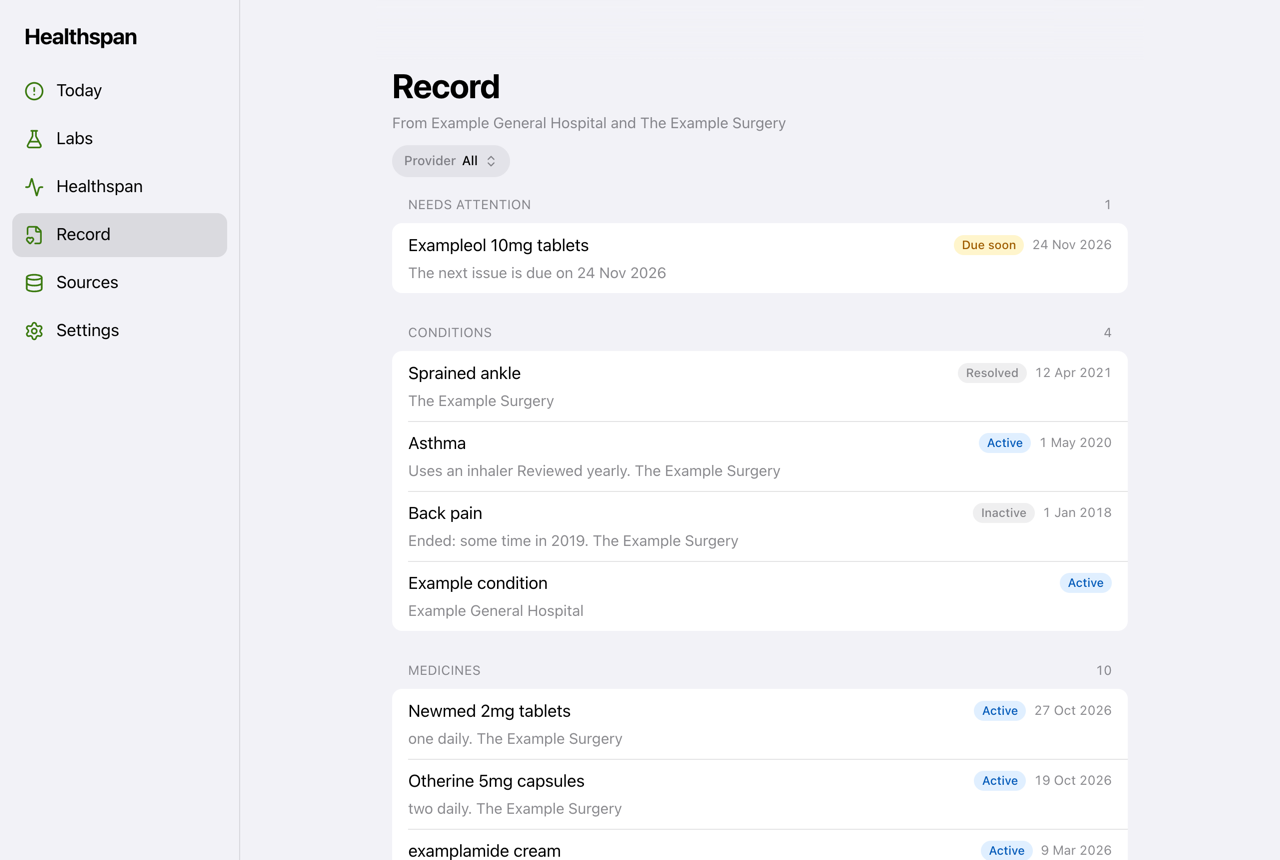 Healthspan
Today
Labs
Healthspan
Record
Sources
Settings
Record
From Example General Hospital and The Example Surgery
Provider All
NEEDS ATTENTION 1
Exampleol 10mg tablets Due soon 24 Nov 2026
The next issue is due on 24 Nov 2026
CONDITIONS 4
Sprained ankle Resolved 12 Apr 2021
The Example Surgery
Asthma Active 1 May 2020
Uses an inhaler Reviewed yearly. The Example Surgery
Back pain Inactive 1 Jan 2018
Ended: some time in 2019. The Example Surgery
Example condition Active
Example General Hospital
MEDICINES 10
Newmed 2mg tablets Active 27 Oct 2026
one daily. The Example Surgery
Otherine 5mg capsules Active 19 Oct 2026
two daily. The Example Surgery
examplamide cream Active 9 Mar 2026